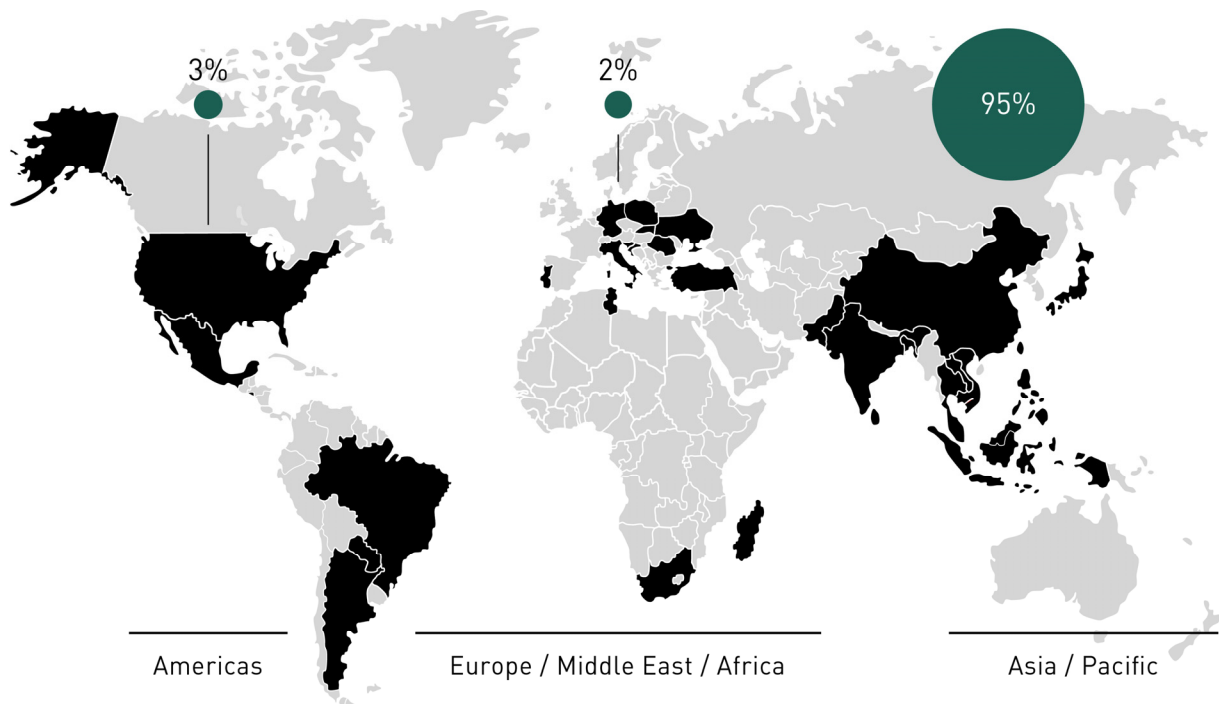 3%
2%
95%
Americas
Europe / Middle East / Africa
Asia / Pacific